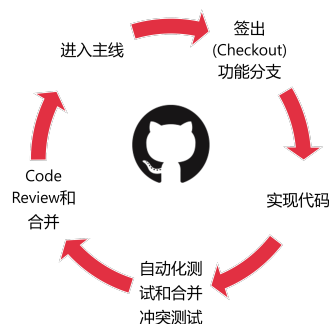 进入主线
签出
(Checkout)
功能分支
实现代码
自动化测
试和合并
冲突测试
Code
Review和
合并